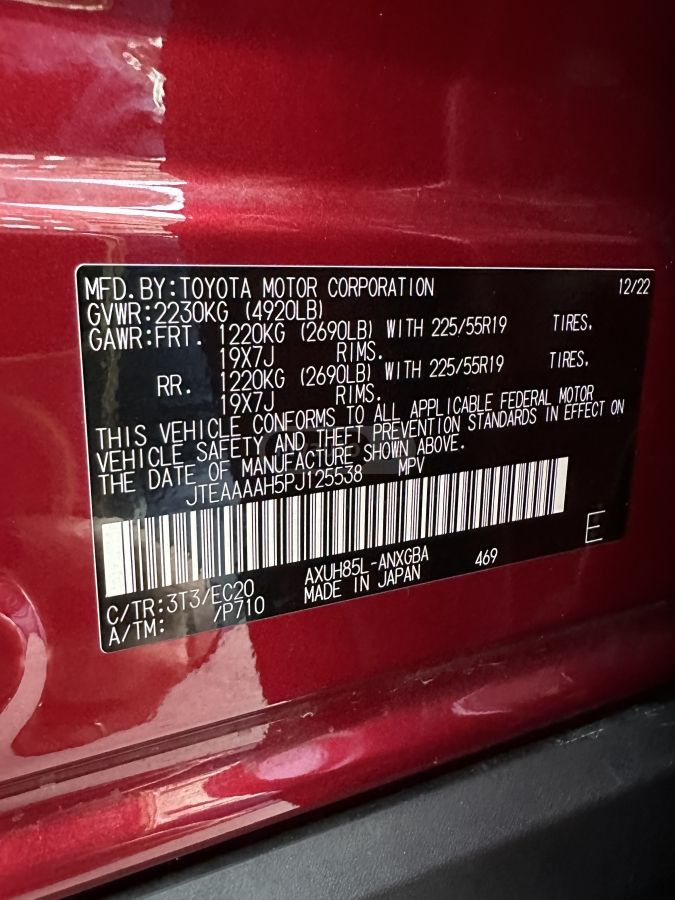 MFD.BY:TOYOTA MOTOR CORPORATION 12/22
GVWR:2230KG (4920LB)
GAWR:FRT. 1220KG (2690LB) WITH 225/55R19 TIRES,
19X7J RIMS.
RR. 1220KG (2690LB) WITH 225/55R19 TIRES,
19X7J RIMS.
THIS VEHICLE CONFORMS TO ALL APPLICABLE FEDERAL MOTOR
VEHICLE SAFETY AND THEFT PREVENTION STANDARDS IN EFFECT ON
THE DATE OF MANUFACTURE SHOWN ABOVE.
JTEAAAAH5PJ125538 MPV
E
C/TR:3T3/EC20 AXUH85L-ANXGBA 469
A/TM: /P710 MADE IN JAPAN